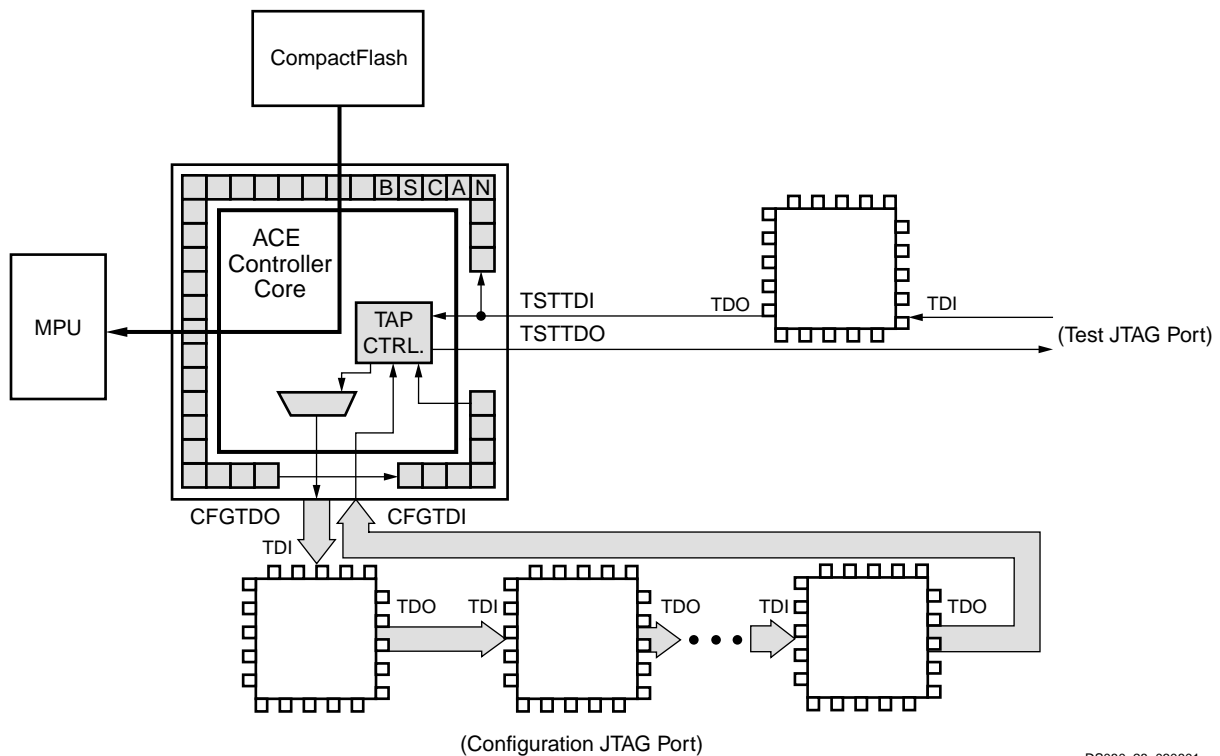 CompactFlash
B S C A N
ACE
Controller
Core
MPU
TAP
CTRL.
TSTTDI
TSTTDO
TDO
TDI
(Test JTAG Port)
CFGTDO
CFGTDI
TDI
TDO
TDI
TDO
TDI
TDO
(Configuration JTAG Port)